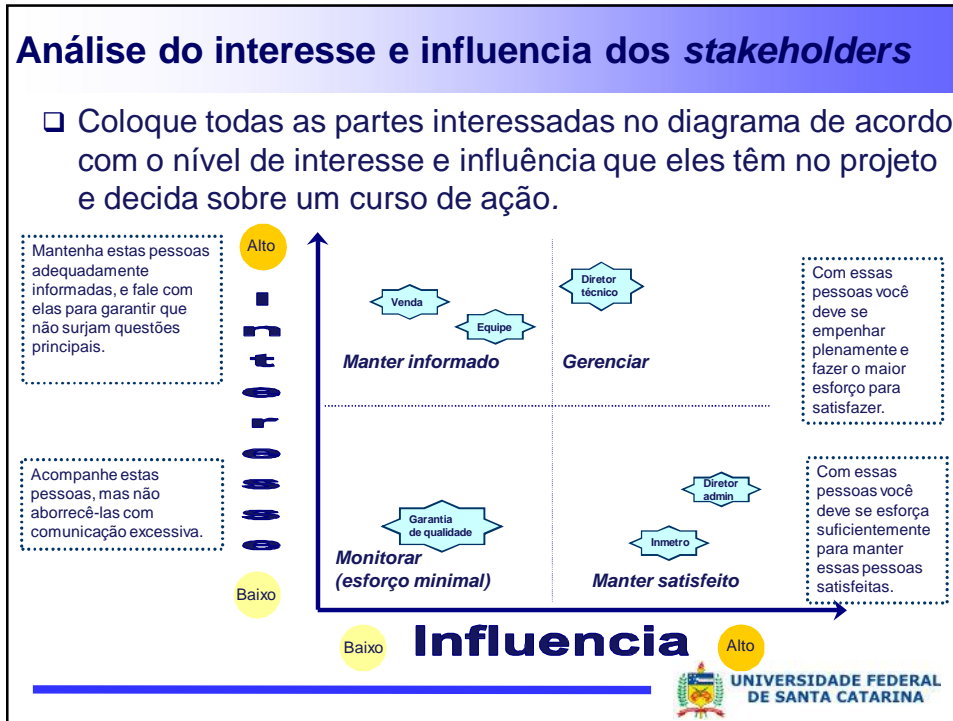 Análise do interesse e influencia dos stakeholders
Coloque todas as partes interessadas no diagrama de acordo
com o nível de interesse e influência que eles têm no projeto
e decida sobre um curso de ação.
Mantenha estas pessoas
adequadamente
informadas, e fale com
elas para garantir que
não surjam questões
principais.
Acompanhe estas
pessoas, mas não
aborrecê-las com
comunicação excessiva.
Alto
Interesse
Baixo
Venda
Equipe
Manter informado
Diretor
técnico
Gerenciar
Garantia
de qualidade
Monitorar
(esforço minimal)
Diretor
admin
Inmetro
Manter satisfeito
Com essas
pessoas você
deve se
empenhar
plenamente e
fazer o maior
esforço para
satisfazer.
Com essas
pessoas você
deve se esforça
suficientemente
para manter
essas pessoas
satisfeitas.
Baixo
Influencia
Alto
UNIVERSIDADE FEDERAL
DE SANTA CATARINA